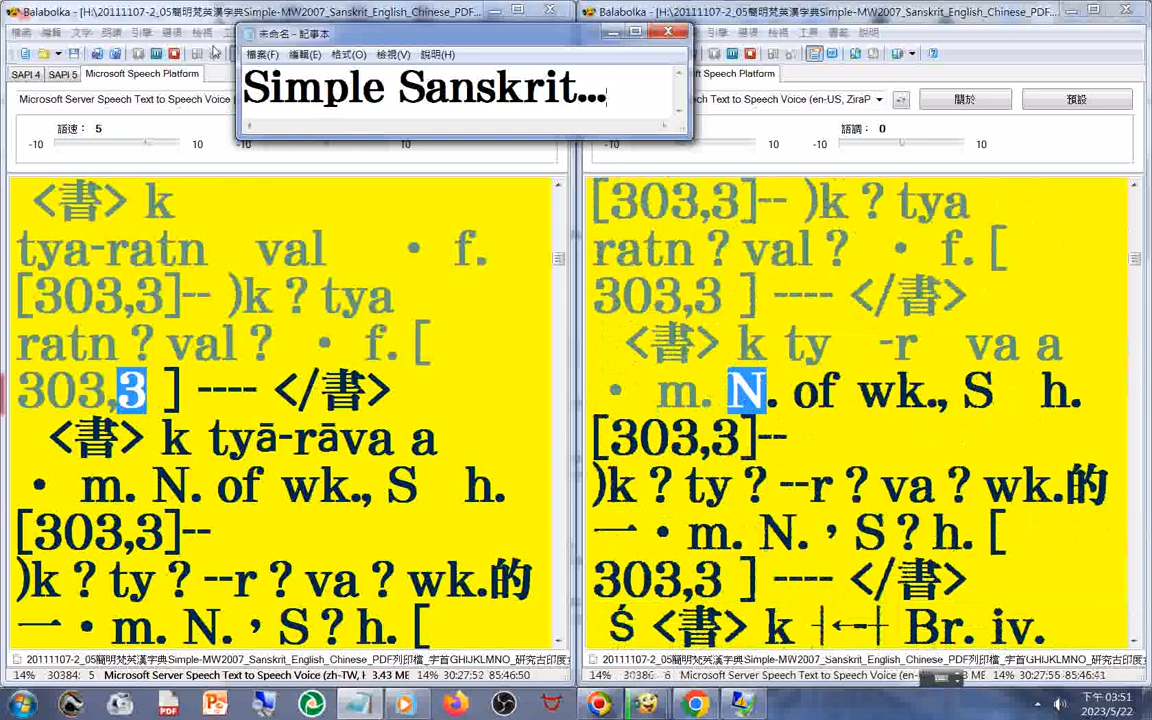 Balabolka - [H:\20111107-2_05簡明梵英漢字典Simple-MW2007_Sanskrit_English_Chinese_PDF
Balabolka - [H:\20111107-2_05簡明梵英漢字典Simple-MW2007_Sanskrit_English_Chinese_PDF
未命名 - 記事本
檔案(F) 編輯(E) 格式(O) 檢視(V) 說明(H)
Simple Sanskrit...
SAPI 4 SAPI 5 Microsoft Speech Platform
Speech Platform
Microsoft Server Speech Text to Speech Voice
Text to Speech Voice (en-US, ZiraP
關於
預設
語速： 5
語調： 0
-10 10 10
-10 10
<書> k
tya-ratn val • f.
[303,3]-- )k ? tya
ratn ? val ? • f. [
303,3 ] ---- </書>
<書> k tyā-rāva a
• m. N. of wk., S h.
[303,3]--
)k ? ty ? --r ? va ? wk.的
一 • m. N. , S ? h. [
[303,3]-- )k ? tya
ratn ? val ? • f. [
303,3 ] ---- </書>
<書> k ty -r va a
• m. N. of wk., S h.
[303,3]--
)k ? ty ? --r ? va ? wk.的
一 • m. N. , S ? h. [
303,3 ] ---- </書>
Ś <書> k ┤←┤ Br. iv.
20111107-2_05簡明梵英漢字典Simple-MW2007_Sanskrit_English_Chinese_PDF列印檔_字首GHIJKLMNO_研究古印度
20111107-2_05簡明梵英漢字典Simple-MW2007_Sanskrit_English_Chinese_PDF列印檔_字首GHIJKLMNO_研究古印度
14% 30384: 5 Microsoft Server Speech Text to Speech Voice (zh-TW, 3.43 ME 14% 30:27:52 85:46:50
14% 30386: 6 Microsoft Server Speech Text to Speech Voice 14% 30:27:55 85:46:41
下午 03:51
2023/5/22